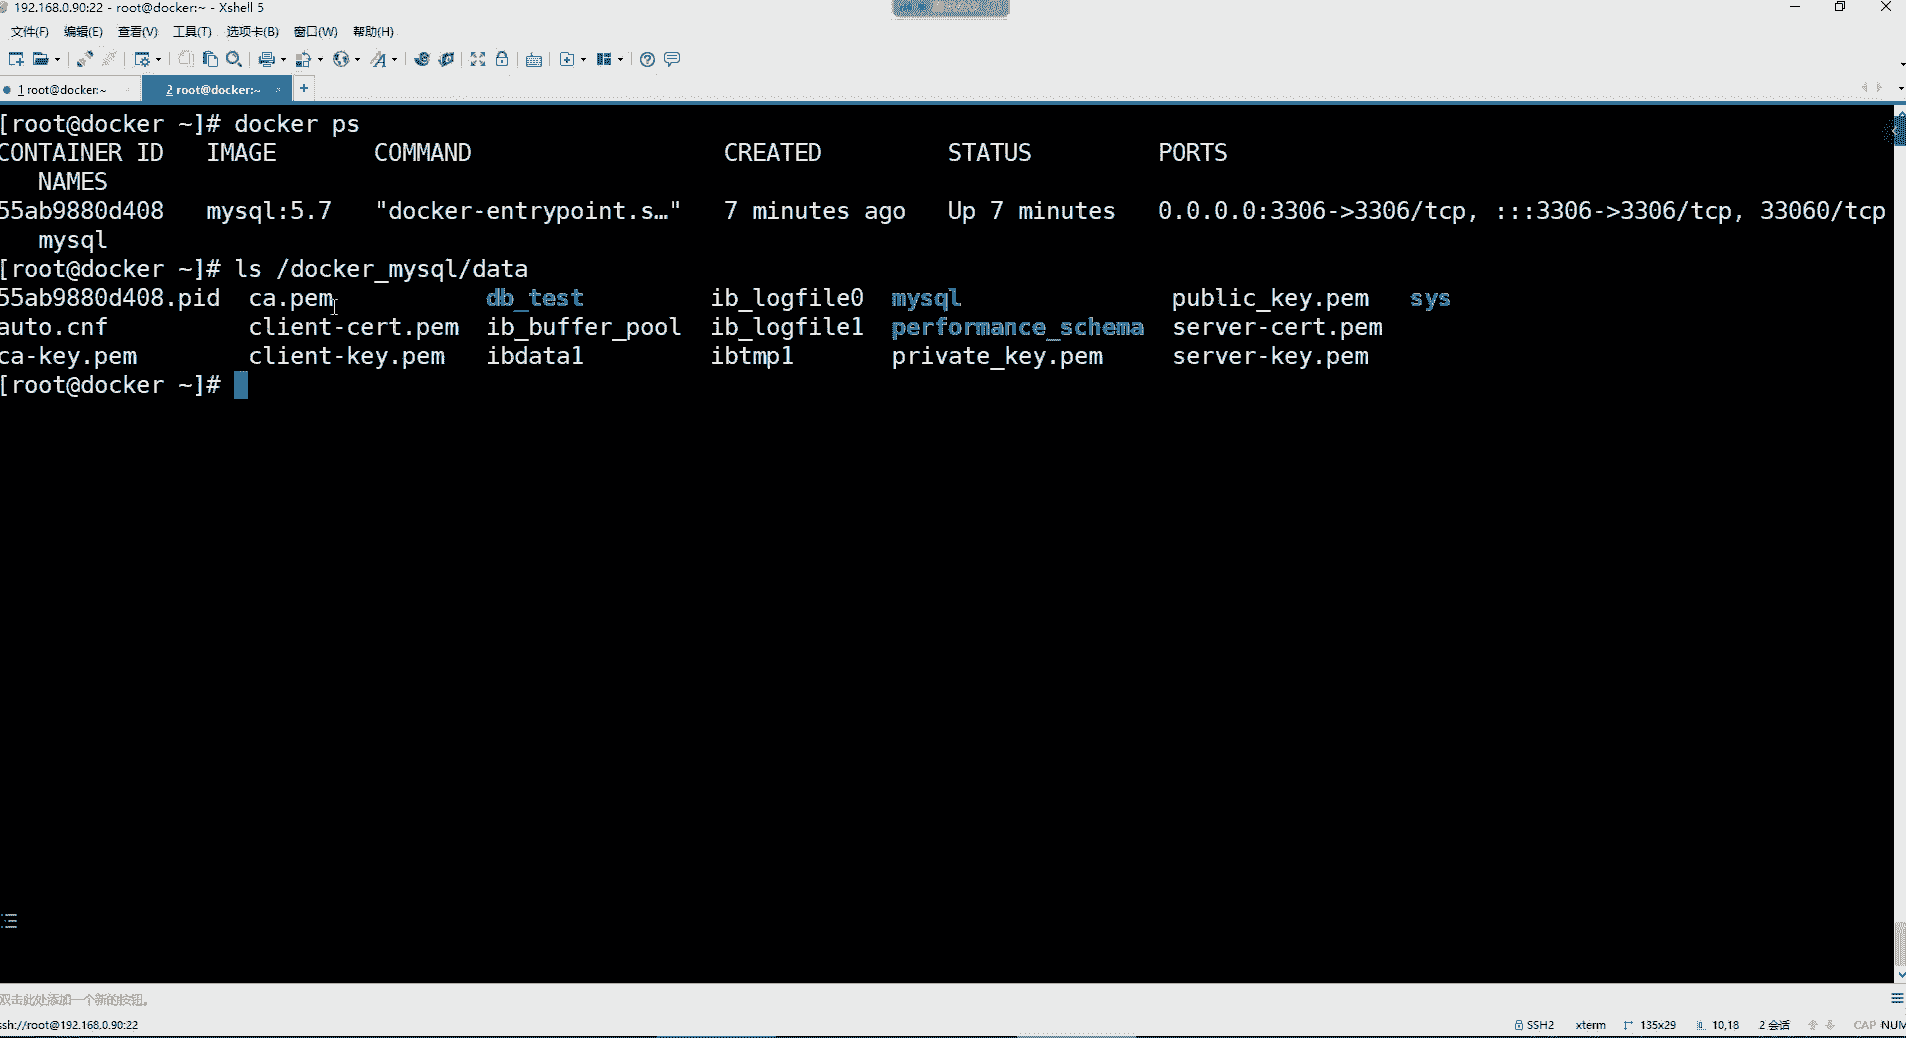 192.168.0.90:22 - root@docker:~ - Xshell 5
文件(F) 编辑(E) 查看(V) 工具(T) 选项卡(B) 窗口(W) 帮助(H)
1 root@docker:~ 2 root@docker:~ +
[root@docker ~]# docker ps
CONTAINER ID IMAGE COMMAND CREATED STATUS PORTS
NAMES
55ab9880d408 mysql:5.7 "docker-entrypoint.s…" 7 minutes ago Up 7 minutes 0.0.0.0:3306->3306/tcp, :::3306->3306/tcp, 33060/tcp
mysql
[root@docker ~]# ls /docker_mysql/data
55ab9880d408.pid ca.pem db_test ib_logfile0 mysql public_key.pem sys
auto.cnf client-cert.pem ib_buffer_pool ib_logfile1 performance_schema server-cert.pem
ca-key.pem client-key.pem ibdata1 ibtmp1 private_key.pem server-key.pem
[root@docker ~]#
双击此处添加一个新的按钮。
ssh://root@192.168.0.90:22 SSH2 xterm 135x29 10,18 2 会话 CAP NUM